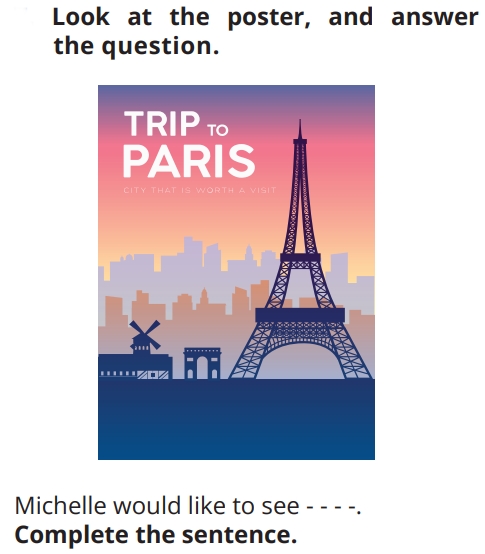 Look at the poster, and answer
the question.
TRIP TO
PARIS
CITY THAT IS WORTH A VISIT
Michelle would like to see - - - -.
Complete the sentence.